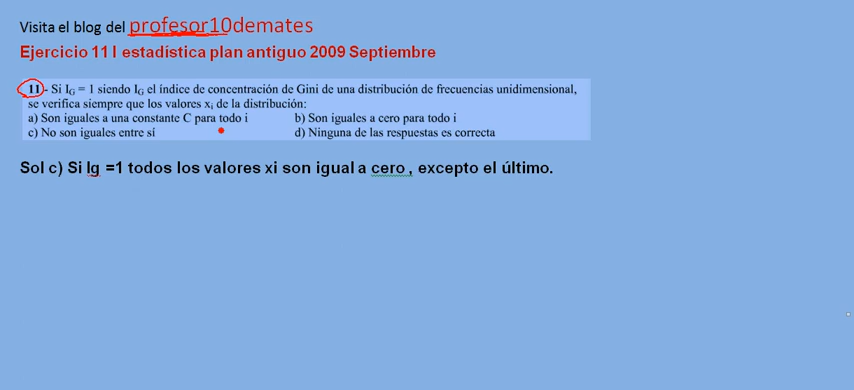 Visita el blog del profesor10demates
Ejercicio 11 I estadistica plan antiguo 2009 Septiembre
11.- Si IG = 1 siendo IG el índice de concentración de Gini de una distribución de frecuencias unidimensional,
se verifica siempre que los valores xi de la distribución:
a) Son iguales a una constante C para todo i b) Son iguales a cero para todo i
c) No son iguales entre sí d) Ninguna de las respuestas es correcta
Sol c) Si Ig =1 todos los valores xi son igual a cero , excepto el último.